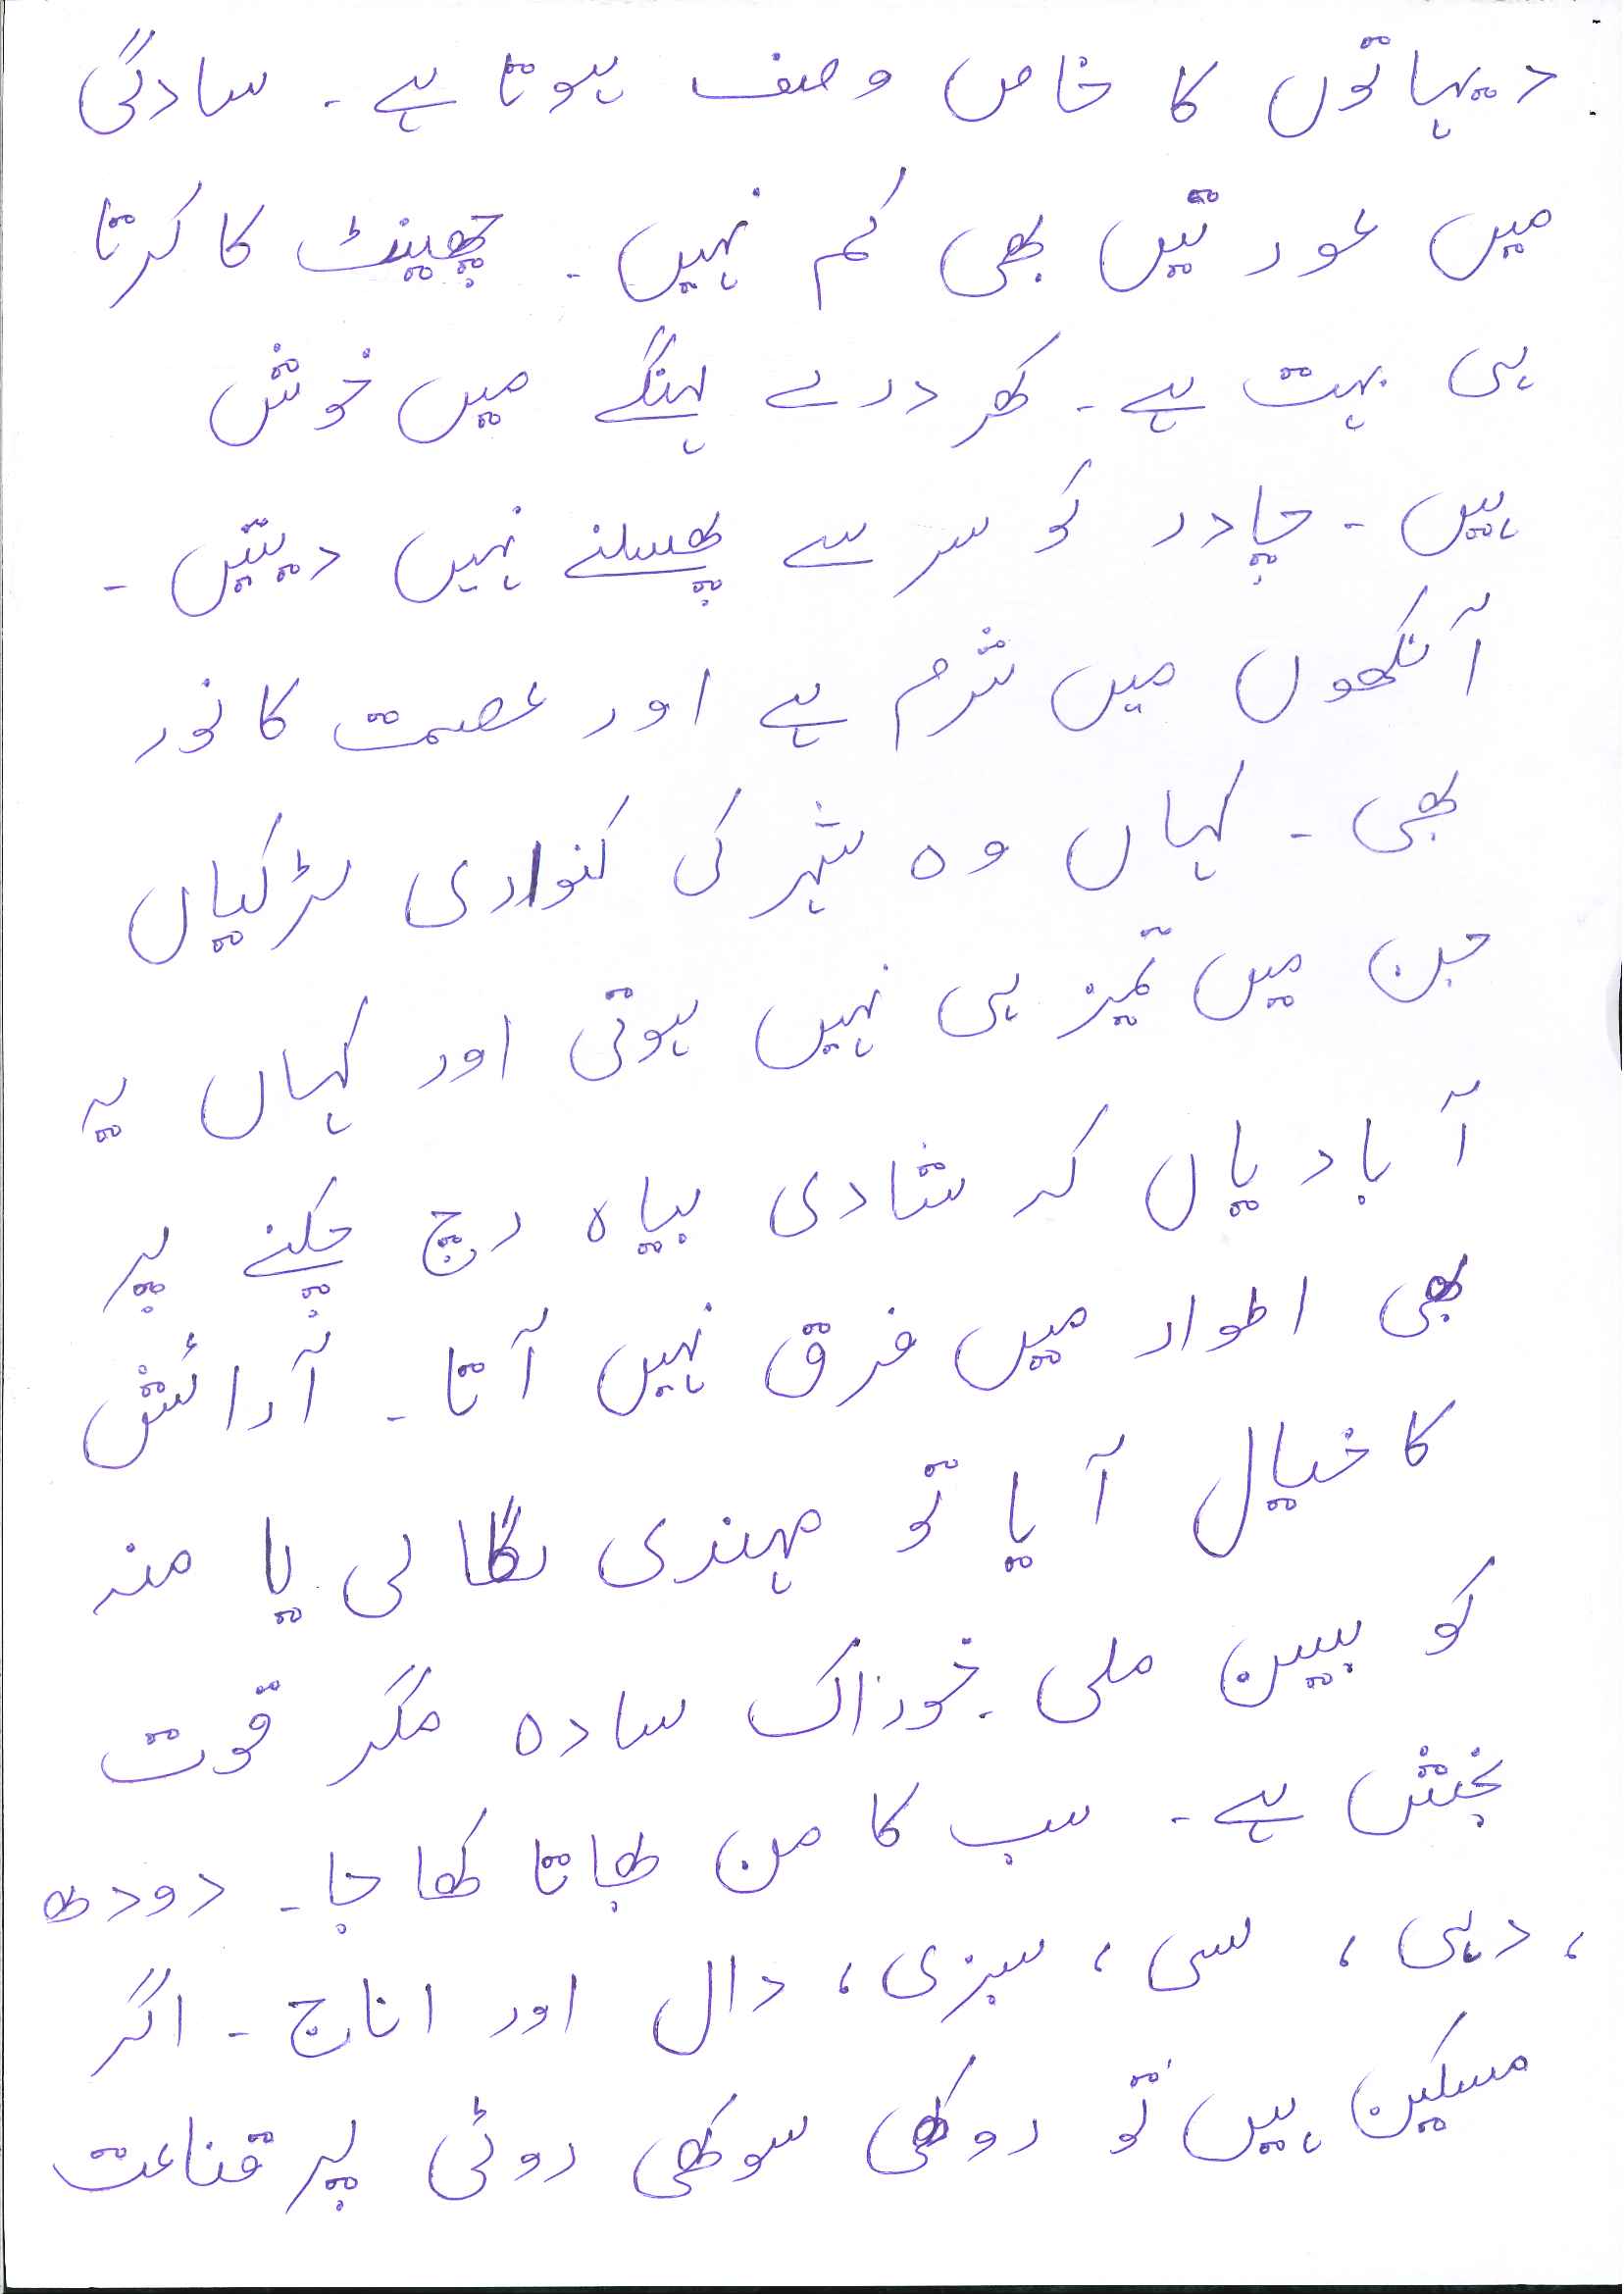 دیہاتوں کا خاص وصف ہوتا ہے۔ سادگی
میں عورتیں بھی کم نہیں۔ چھینٹ کا کرتا
ہی بہت ہے۔ کھردرے لہنگے میں خوش
ہیں۔ چادر کو سر سے پھسلنے نہیں دیتیں۔
آنکھوں میں شرم ہے اور عصمت کا نور
بھی۔ کہاں وہ شہر کی کنواری لڑکیاں
جن میں تمیز ہی نہیں ہوتی اور کہاں یہ
آبادیاں کہ شادی بیاہ رچ چکنے پر
بھی اطوار میں فرق نہیں آتا۔ آرائش
کا خیال آیا تو مہندی لگا لی یا منہ
کو بیسن ملی۔ خوراک سادہ مگر قوت
بخش ہے۔ سب کا من بھاتا کھاجا۔ دودھ
، دہی، لسی، سبزی، دال اور اناج۔ اگر
مسکین ہیں تو روکھی سوکھی روٹی پر قناعت